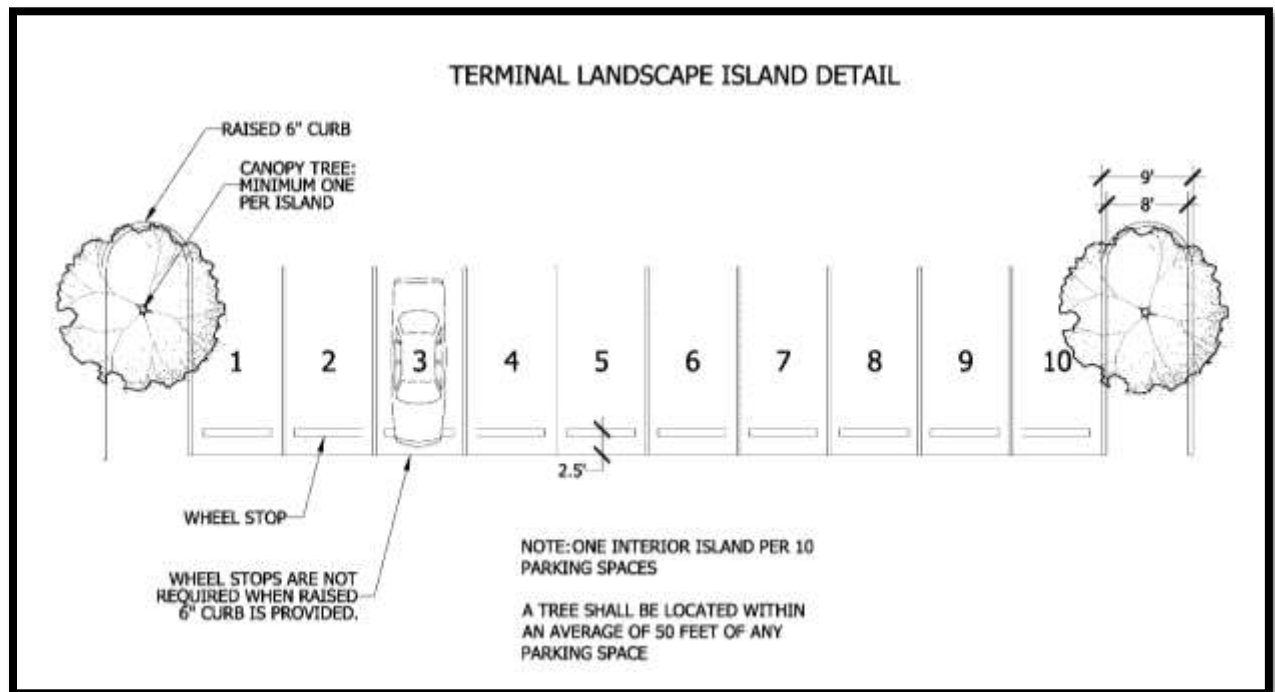 TERMINAL LANDSCAPE ISLAND DETAIL
RAISED 6" CURB
CANOPY TREE:
MINIMUM ONE
PER ISLAND
9'
8'
1
2
3
4
5
6
7
8
9
10
2.5'
WHEEL STOP
WHEEL STOPS ARE NOT
REQUIRED WHEN RAISED
6" CURB IS PROVIDED.
NOTE: ONE INTERIOR ISLAND PER 10
PARKING SPACES
A TREE SHALL BE LOCATED WITHIN
AN AVERAGE OF 50 FEET OF ANY
PARKING SPACE